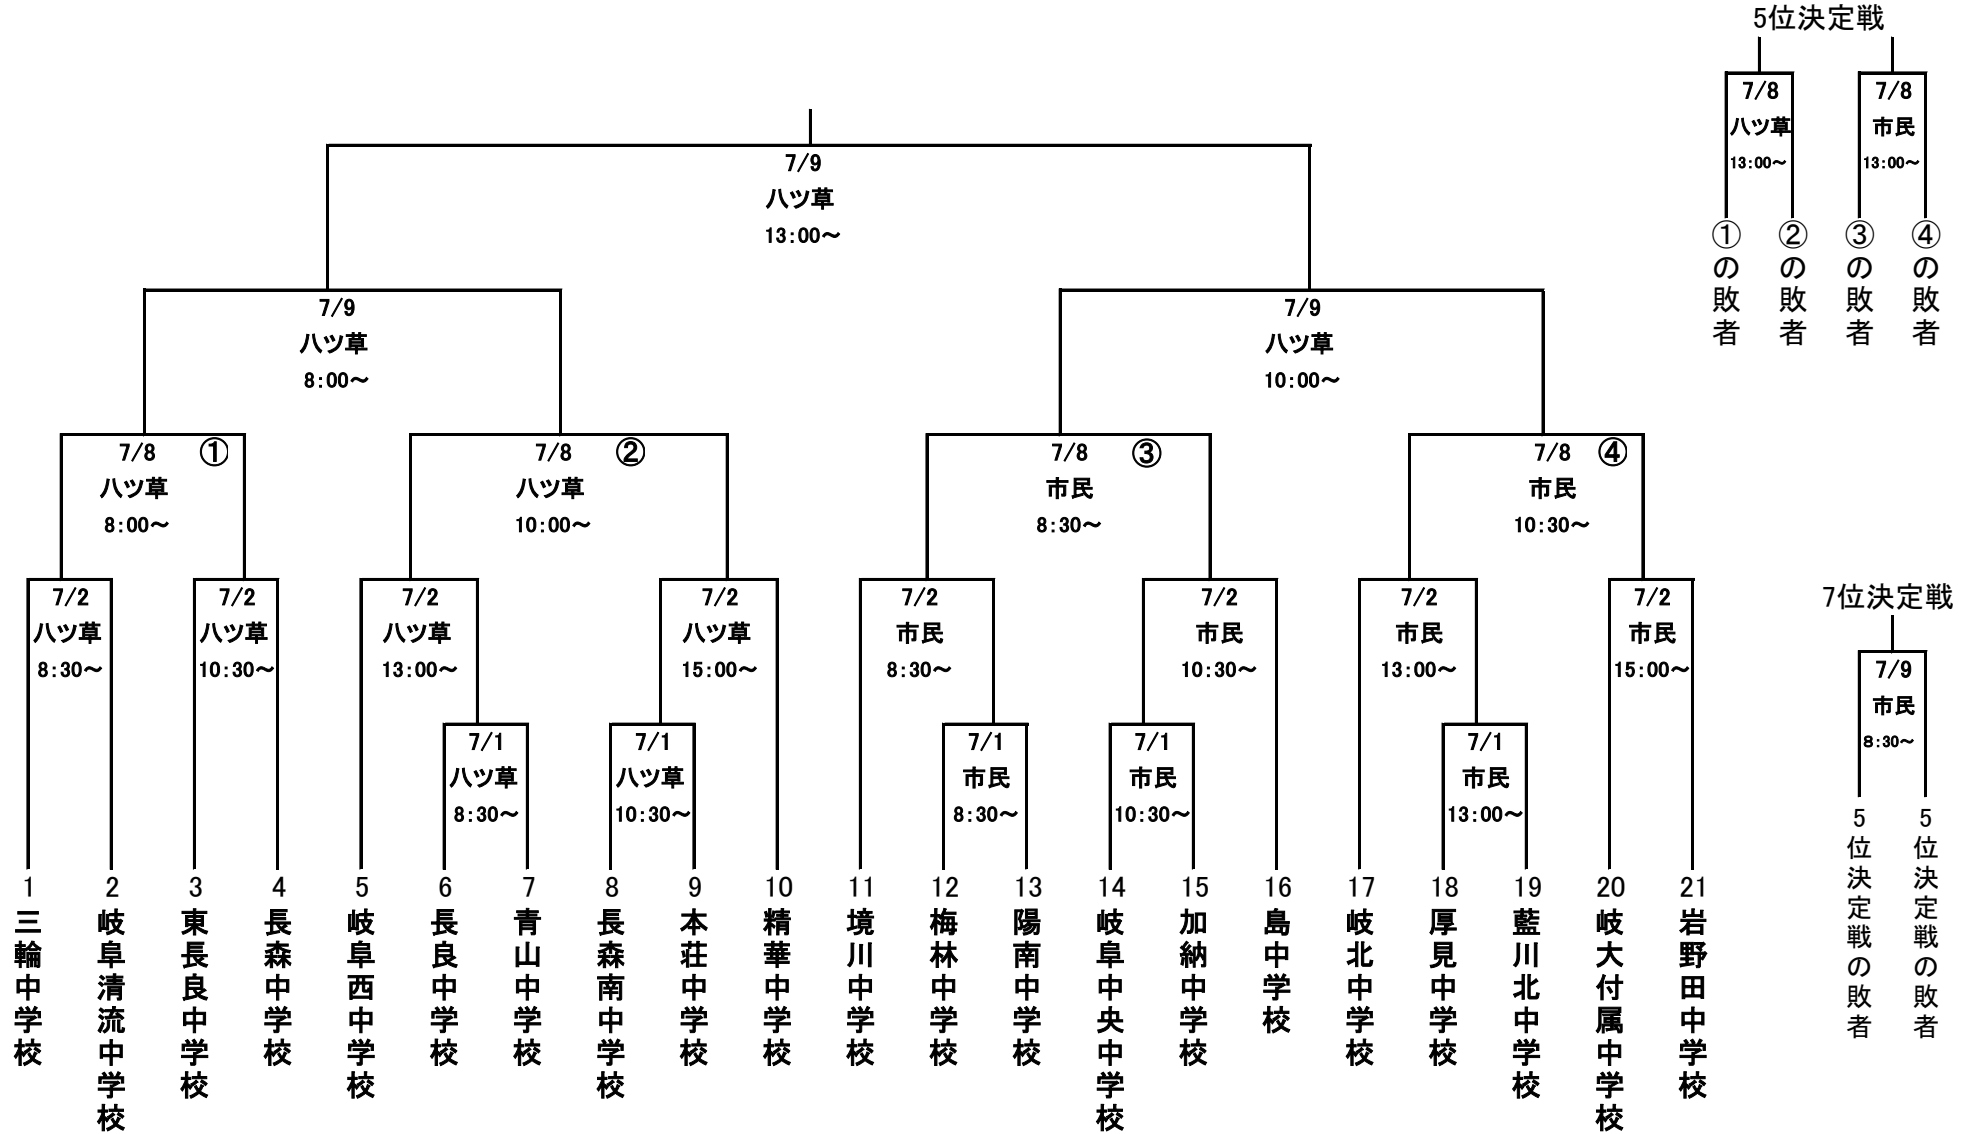 5位決定戦
7/8
八ツ草
13:00～
7/8
市民
13:00～
①の敗者
②の敗者
③の敗者
④の敗者
7/9
八ツ草
13:00～
7/9
八ツ草
8:00～
7/9
八ツ草
10:00～
7/8 ①
八ツ草
8:00～
7/8 ②
八ツ草
10:00～
7/8 ③
市民
8:30～
7/8 ④
市民
10:30～
7/2
八ツ草
8:30～
7/2
八ツ草
10:30～
7/2
八ツ草
13:00～
7/2
八ツ草
15:00～
7/2
市民
8:30～
7/2
市民
10:30～
7/2
市民
13:00～
7/2
市民
15:00～
7/1
八ツ草
8:30～
7/1
八ツ草
10:30～
7/1
市民
8:30～
7/1
市民
10:30～
7/1
市民
13:00～
7位決定戦
7/9
市民
8:30～
5位決定戦の敗者
5位決定戦の敗者
1 三輪中学校
2 岐阜清流中学校
3 東長良中学校
4 長森中学校
5 岐阜西中学校
6 長良中学校
7 青山中学校
8 長森南中学校
9 本荘中学校
10 精華中学校
11 境川中学校
12 梅林中学校
13 陽南中学校
14 岐阜中央中学校
15 加納中学校
16 島中学校
17 岐北中学校
18 厚見中学校
19 藍川北中学校
20 岐大付属中学校
21 岩野田中学校